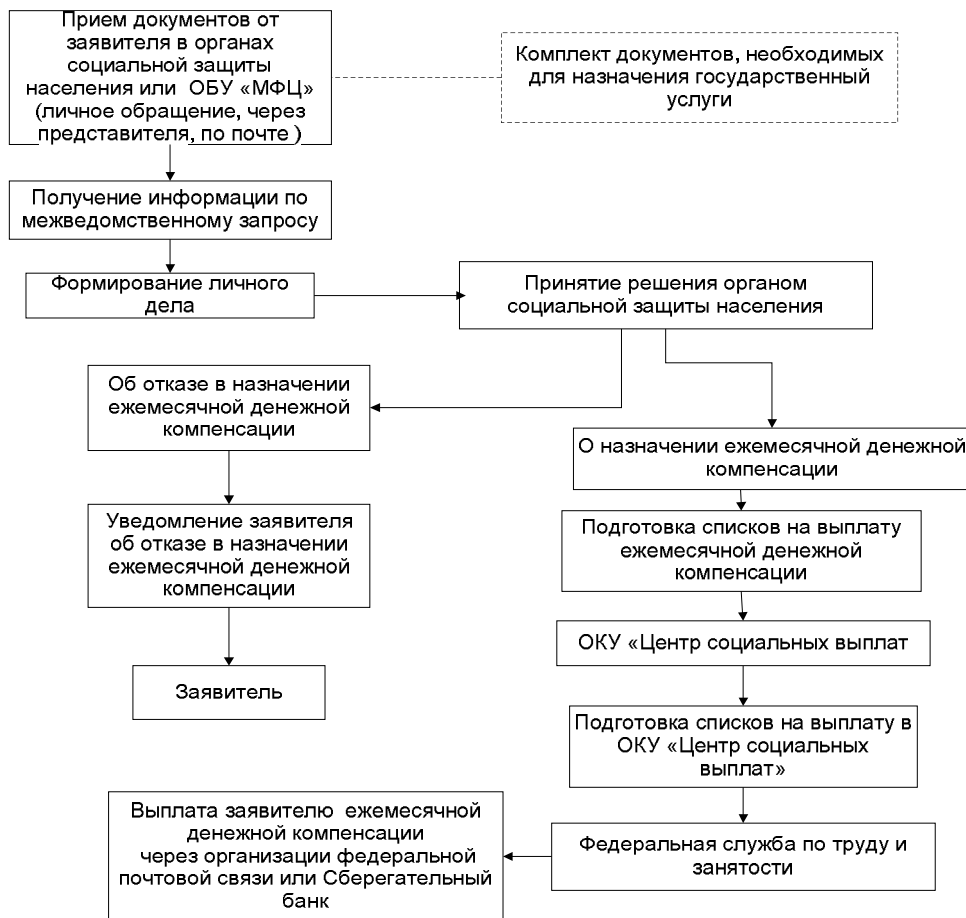 Прием документов от
заявителя в органах
социальной защиты
населения или ОБУ «МФЦ»
(личное обращение, через
представителя, по почте )
Комплект документов, необходимых
для назначения государственный
услуги
Получение информации по
межведомственному запросу
Формирование личного
дела
Принятие решения органом
социальной защиты населения
Об отказе в назначении
ежемесячной денежной
компенсации
О назначении ежемесячной денежной
компенсации
Уведомление заявителя
об отказе в назначении
ежемесячной денежной
компенсации
Подготовка списков на выплату
ежемесячной денежной
компенсации
ОКУ «Центр социальных выплат
Заявитель
Подготовка списков на выплату в
ОКУ «Центр социальных
выплат»
Выплата заявителю ежемесячной
денежной компенсации
через организации федеральной
почтовой связи или Сберегательный
банк
Федеральная служба по труду и
занятости